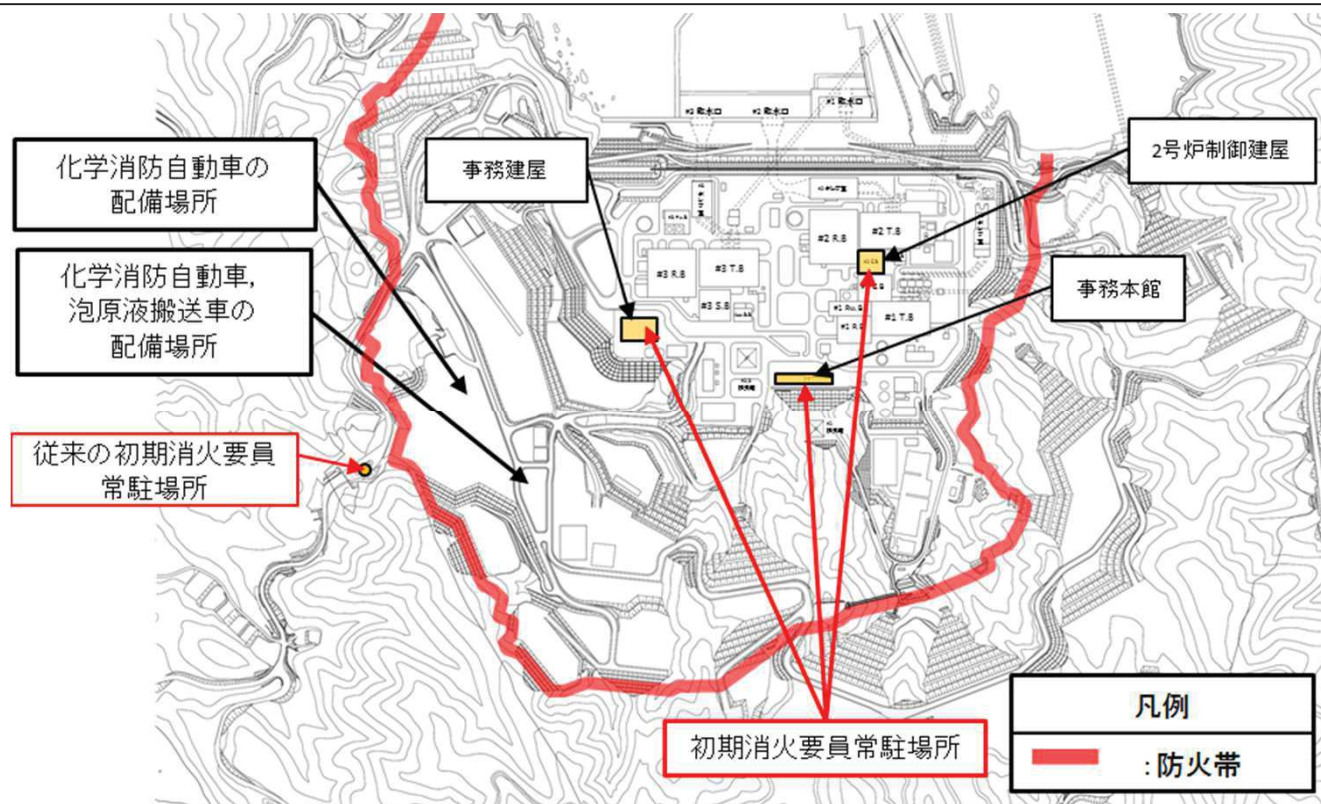 化学消防自動車の
配備場所
化学消防自動車,
泡原液搬送車の
配備場所
従来の初期消火要員
常駐場所
事務建屋
2号炉制御建屋
事務本館
#2 取水口
#1 取水口
#2 R.B
#2 T.B
#3 R.B
#3 T.B
#3 S.B
#1 R.B
#1 T.B
初期消火要員常駐場所
凡例
:防火帯